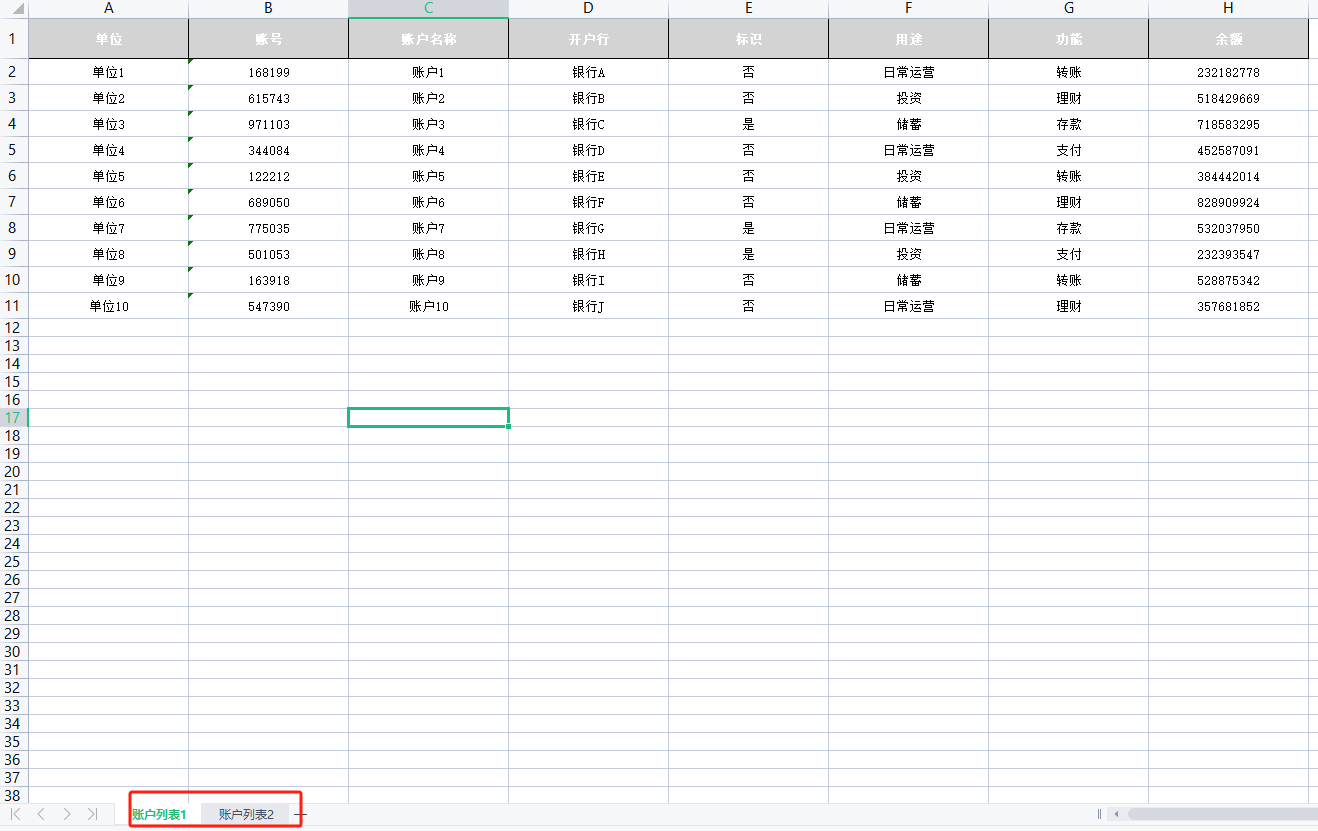 A B C D E F G H
1 单位 账号 账户名称 开户行 标识 用途 功能 余额
2 单位1 168199 账户1 银行A 否 日常运营 转账 232182778
3 单位2 615743 账户2 银行B 否 投资 理财 518429669
4 单位3 971103 账户3 银行C 是 储蓄 存款 718583295
5 单位4 344084 账户4 银行D 否 日常运营 支付 452587091
6 单位5 122212 账户5 银行E 否 投资 转账 384442014
7 单位6 689050 账户6 银行F 否 储蓄 理财 828909924
8 单位7 775035 账户7 银行G 是 日常运营 存款 532037950
9 单位8 501053 账户8 银行H 是 投资 支付 232393547
10 单位9 163918 账户9 银行I 否 储蓄 转账 528875342
11 单位10 547390 账户10 银行J 否 日常运营 理财 357681852
12
13
14
15
16
17
18
19
20
21
22
23
24
25
26
27
28
29
30
31
32
33
34
35
36
37
38
账户列表1 账户列表2